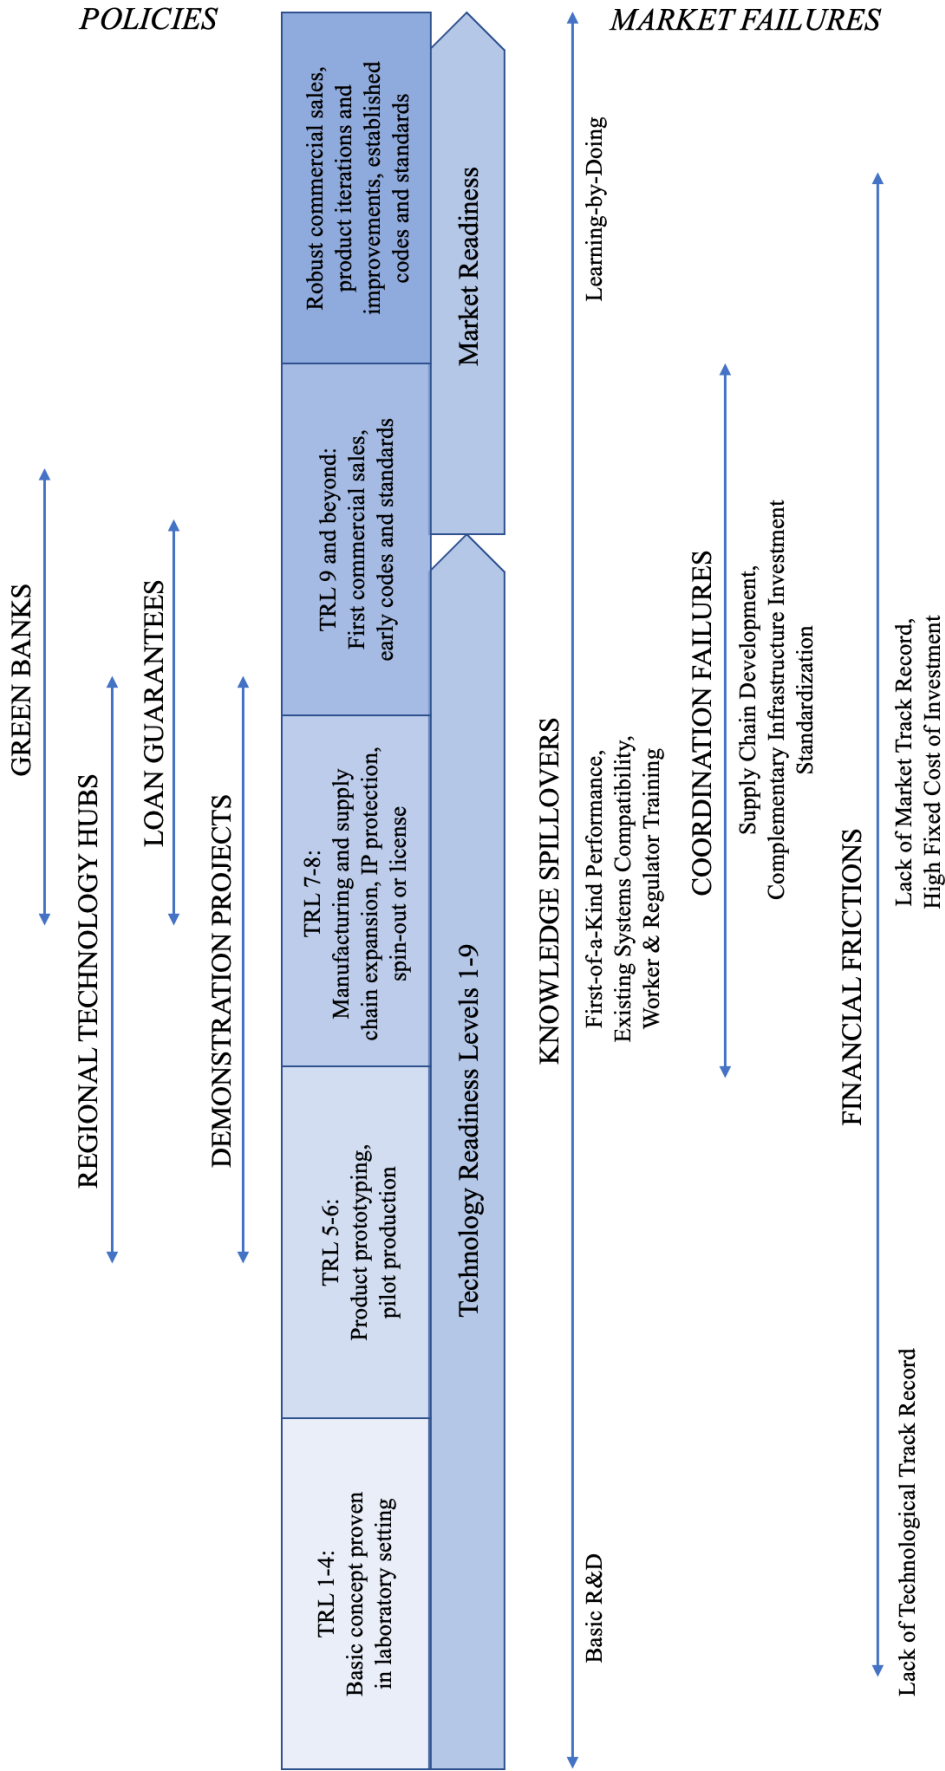 POLICIES
MARKET FAILURES
GREEN BANKS
REGIONAL TECHNOLOGY HUBS
LOAN GUARANTEES
DEMONSTRATION PROJECTS
TRL 1-4:
Basic concept proven
in laboratory setting
TRL 5-6:
Product prototyping,
pilot production
TRL 7-8:
Manufacturing and supply
chain expansion, IP protection,
spin-out or license
TRL 9 and beyond:
First commercial sales,
early codes and standards
Robust commercial sales,
product iterations and
improvements, established
codes and standards
Technology Readiness Levels 1-9
Market Readiness
KNOWLEDGE SPILLOVERS
Basic R&D
First-of-a-Kind Performance,
Existing Systems Compatibility,
Worker & Regulator Training
Learning-by-Doing
COORDINATION FAILURES
Supply Chain Development,
Complementary Infrastructure Investment
Standardization
FINANCIAL FRICTIONS
Lack of Technological Track Record
Lack of Market Track Record,
High Fixed Cost of Investment